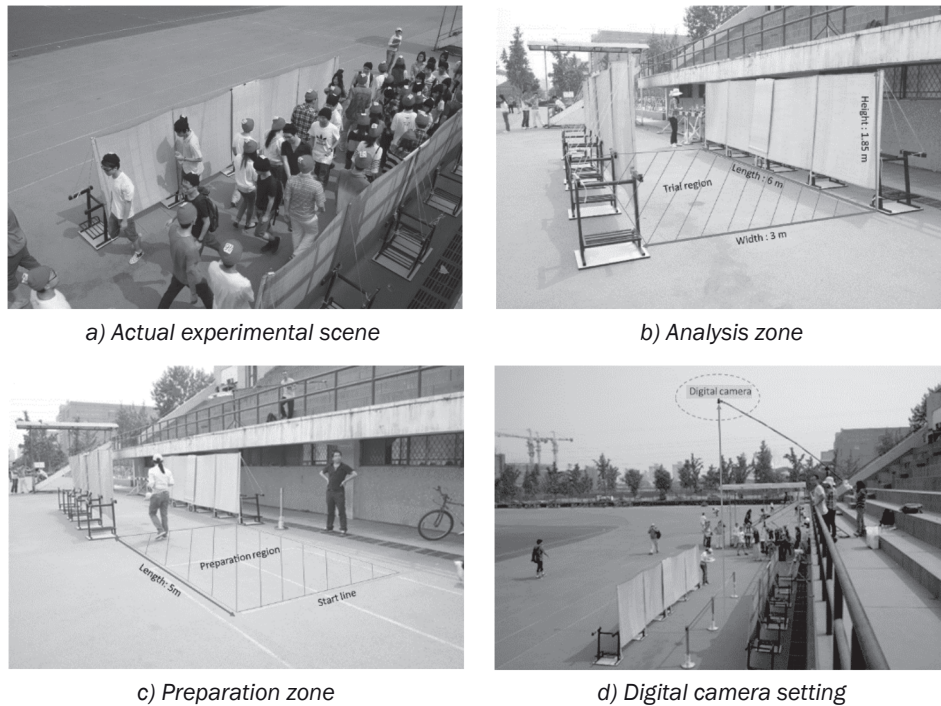 a) Actual experimental scene
Height : 1.85 m
Length : 6 m
Trial region
Width : 3 m
b) Analysis zone
Preparation region
Length: 5m
Start line
c) Preparation zone
Digital camera
d) Digital camera setting